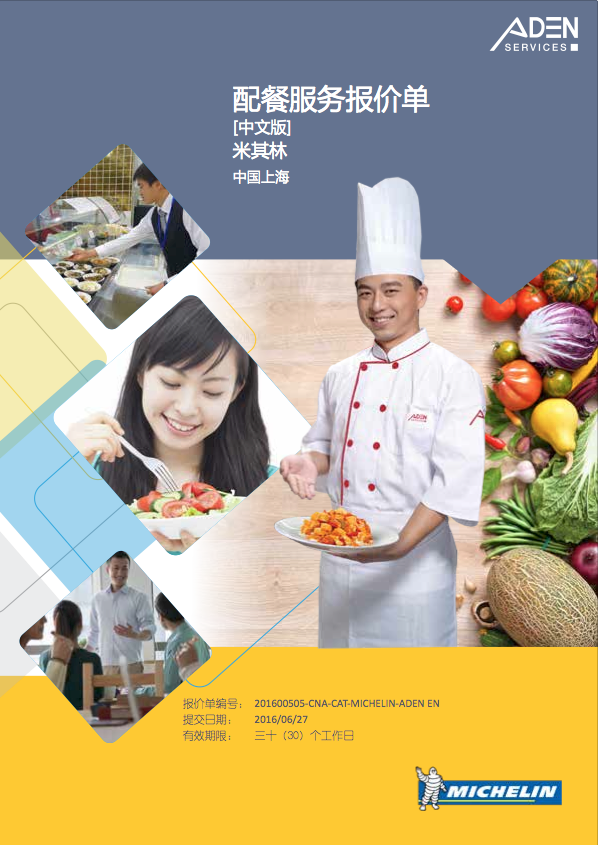 ADEN
SERVICES
配餐服务报价单
[中文版]
米其林
中国上海
ADEN
报价单编号： 201600505-CNA-CAT-MICHELIN-ADEN EN
提交日期： 2016/06/27
有效期限： 三十（30）个工作日
MICHELIN